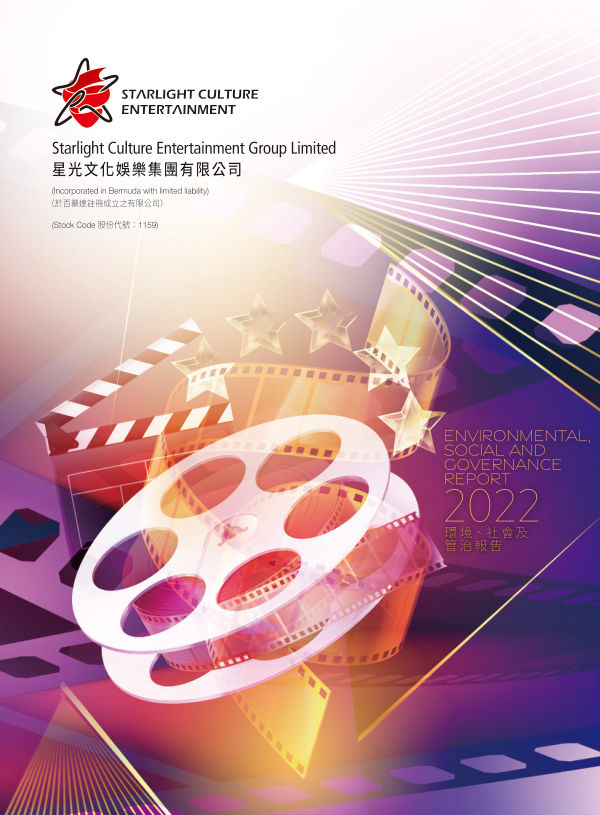 STARLIGHT CULTURE
ENTERTAINMENT
Starlight Culture Entertainment Group Limited
星光文化娛樂集團有限公司
(Incorporated in Bermuda with limited liability)
(於百慕達註冊成立之有限公司)
(Stock Code 股份代號：1159)
ENVIRONMENTAL,
SOCIAL AND
GOVERNANCE
REPORT
2022
環境、社會及
管治報告